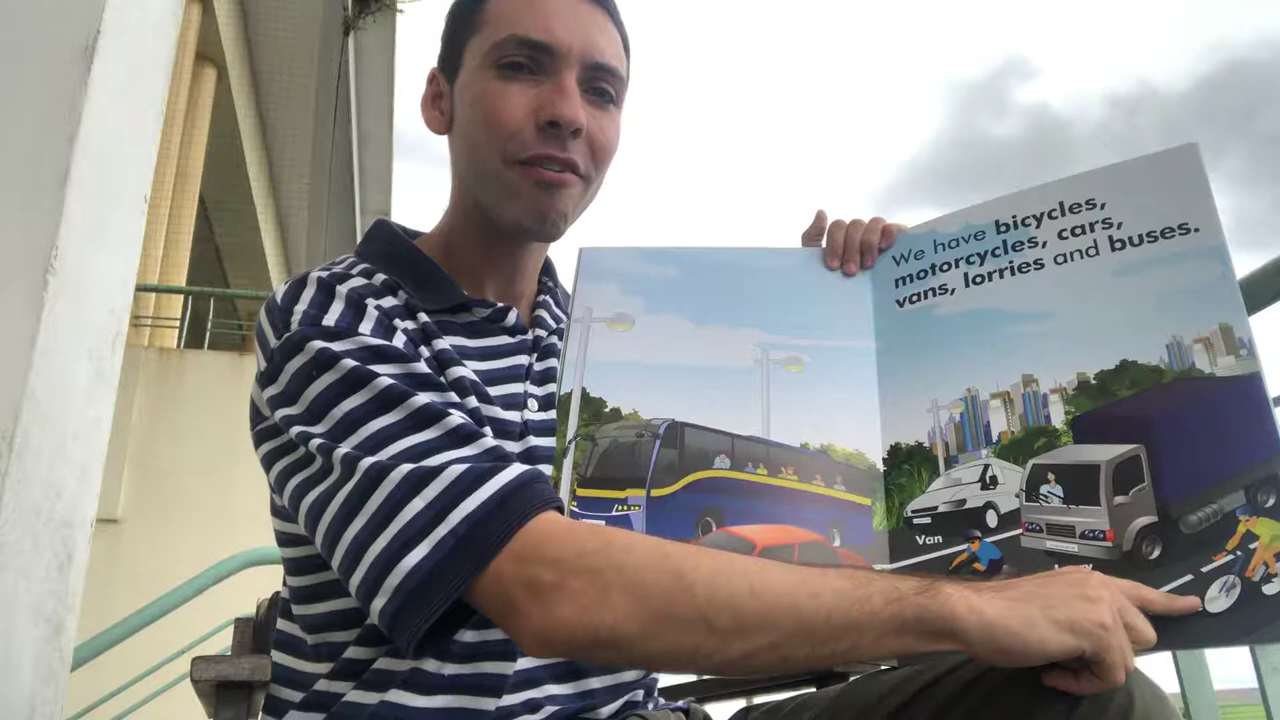 We have bicycles,
motorcycles, cars,
vans, lorries and buses.
Van